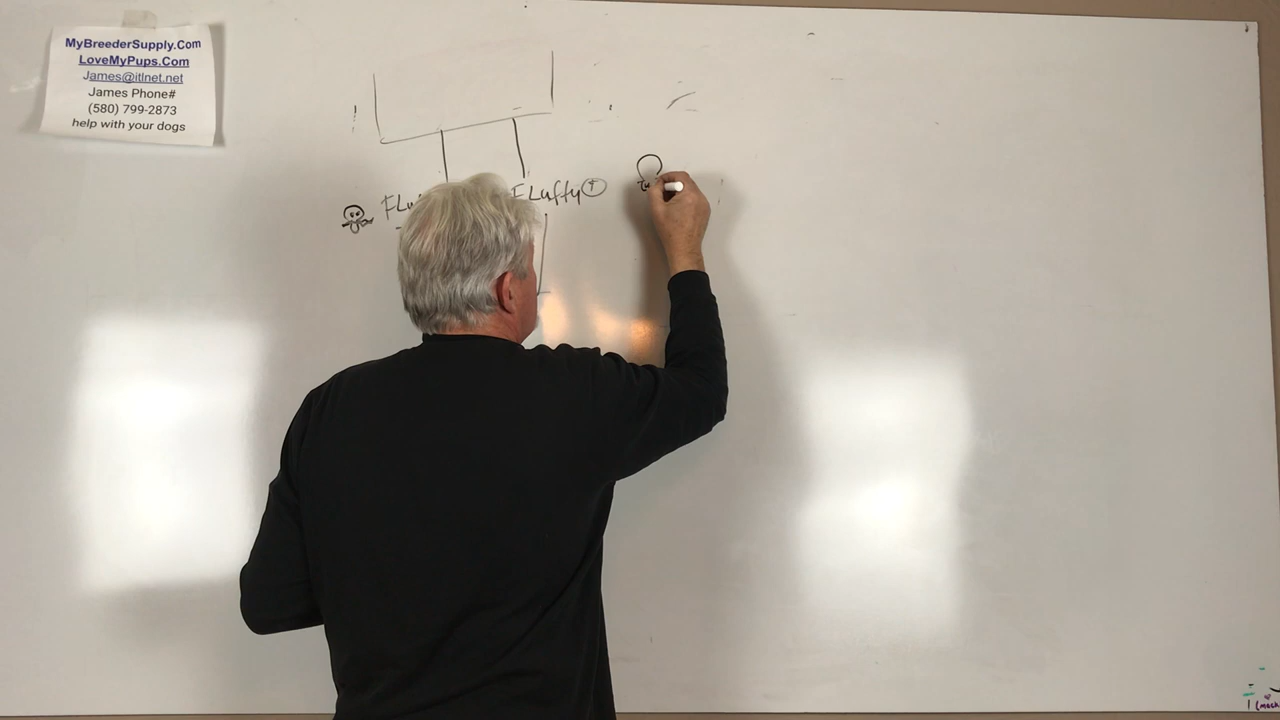 MyBreederSupply.Com
LoveMyPups.Com
James@itlnet.net
James Phone#
(580) 799-2873
help with your dogs
FLuffy